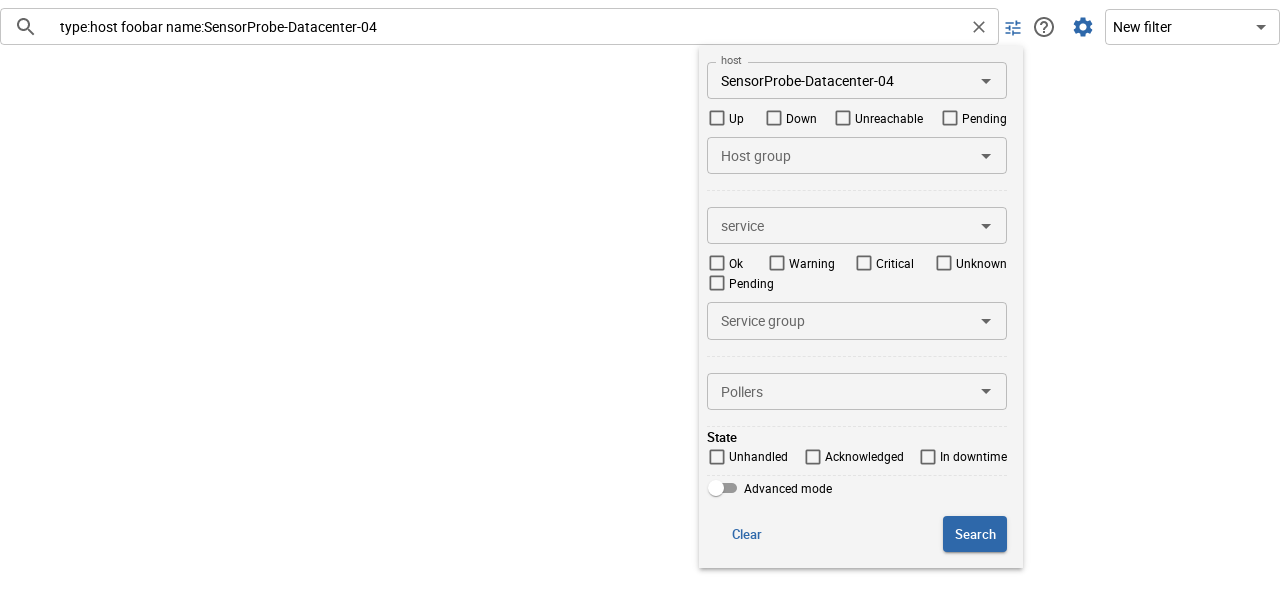 type:host foobar name:SensorProbe-Datacenter-04
New filter
host
SensorProbe-Datacenter-04
Up Down Unreachable Pending
Host group
service
Ok Warning Critical Unknown
Pending
Service group
Pollers
State
Unhandled Acknowledged In downtime
Advanced mode
Clear Search